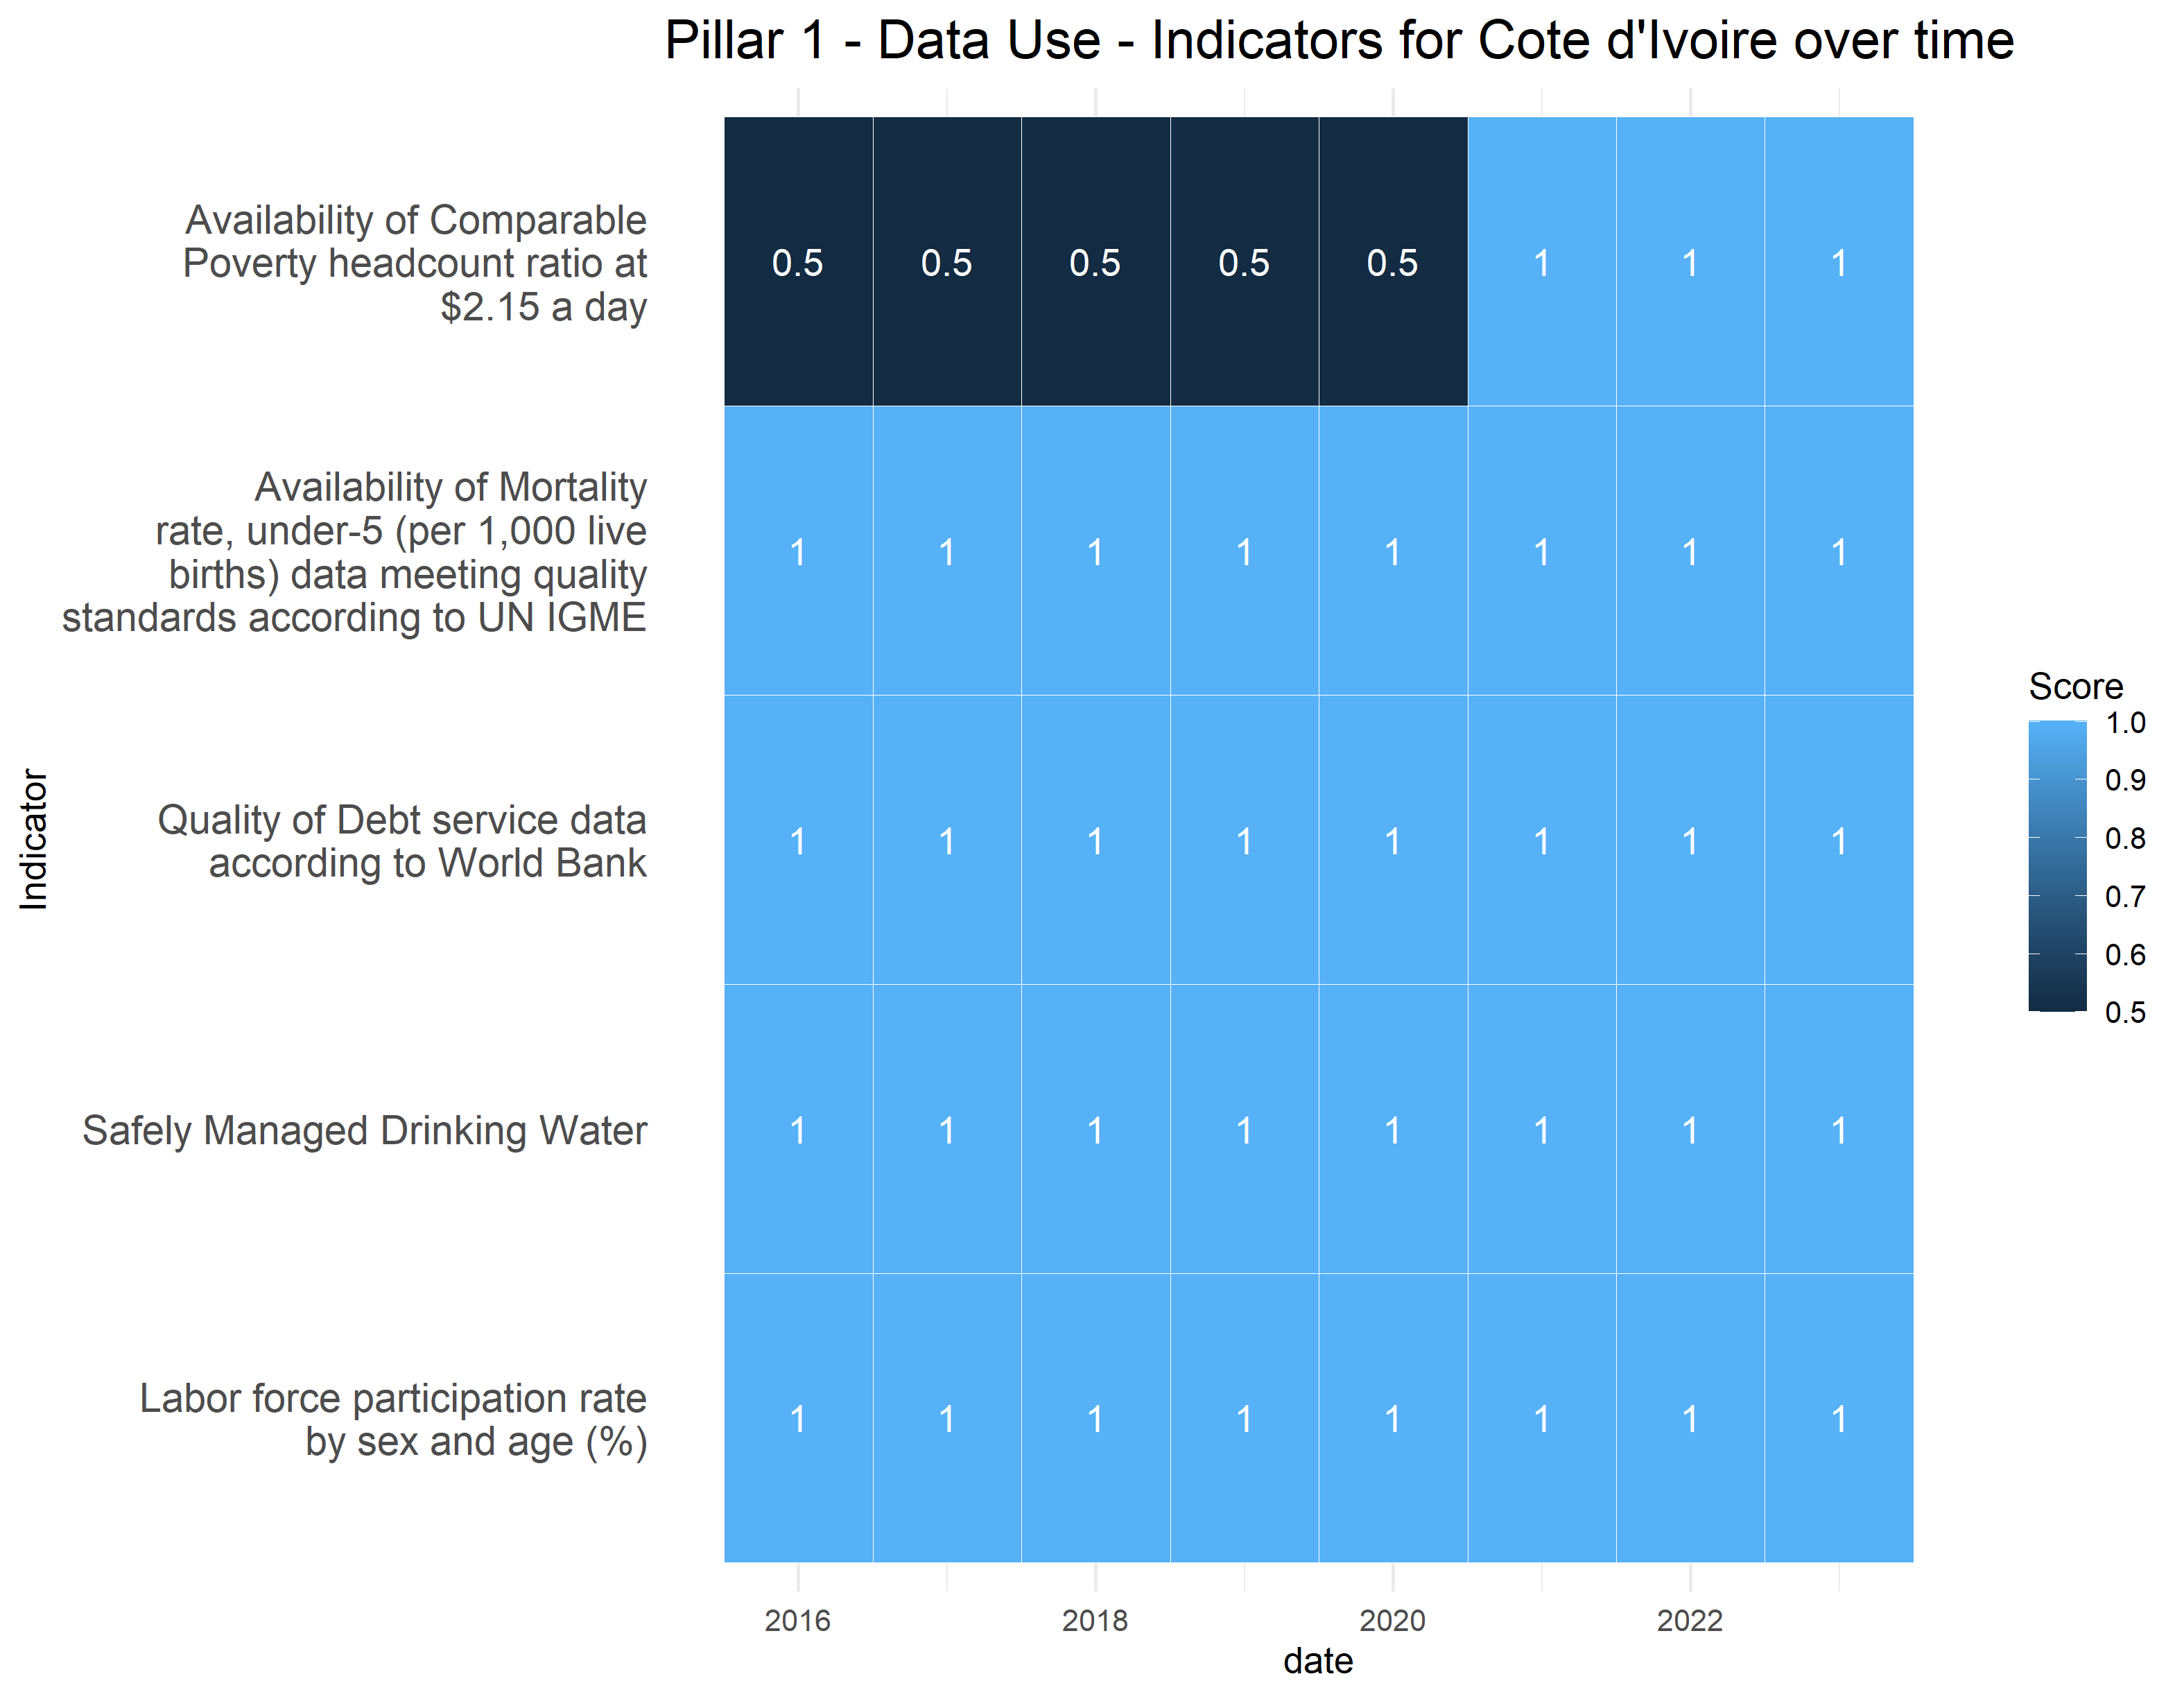 Pillar 1 - Data Use - Indicators for Cote d'Ivoire over time
Indicator
Availability of Comparable
Poverty headcount ratio at
$2.15 a day
0.5 0.5 0.5 0.5 0.5 1 1 1
Availability of Mortality
rate, under-5 (per 1,000 live
births) data meeting quality
standards according to UN IGME
1 1 1 1 1 1 1 1
Quality of Debt service data
according to World Bank
1 1 1 1 1 1 1 1
Safely Managed Drinking Water
1 1 1 1 1 1 1 1
Labor force participation rate
by sex and age (%)
1 1 1 1 1 1 1 1
2016 2018 2020 2022
date
Score
1.0
0.9
0.8
0.7
0.6
0.5